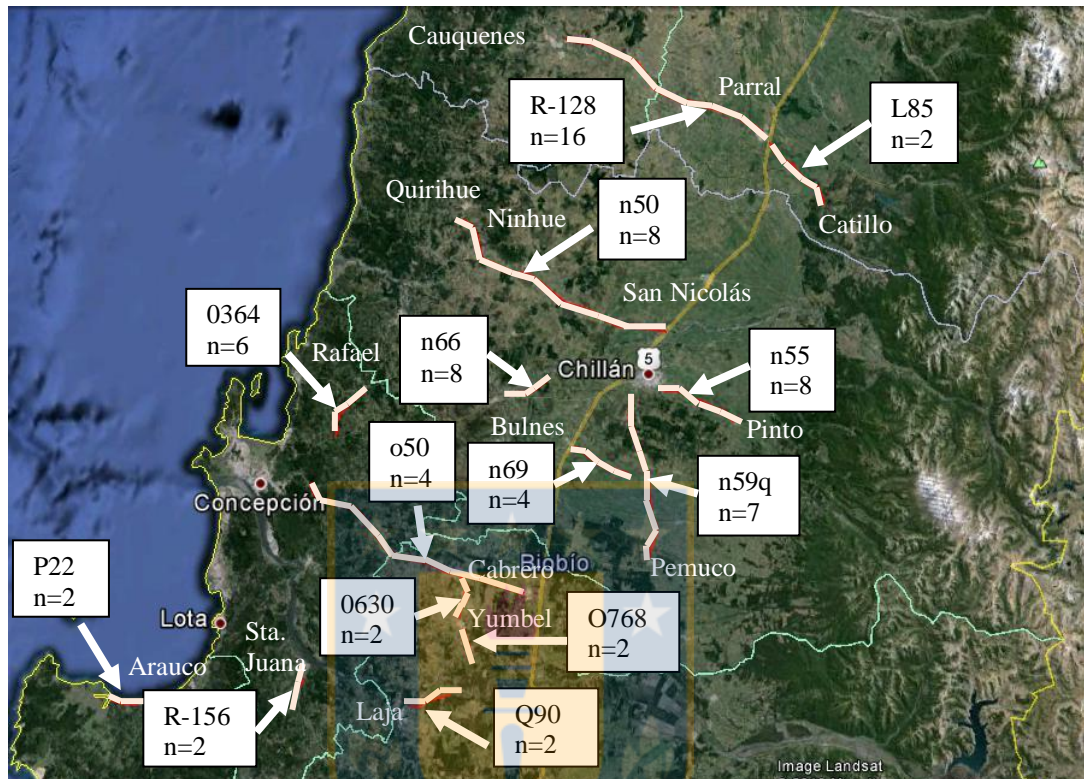 Cauquenes
R-128
n=16
Parral
L85
n=2
Catillo
Quirihue
Ninhue
n50
n=8
San Nicolás
0364
n=6
Rafael
n66
n=8
Chillán
5
n55
n=8
Pinto
Bulnes
o50
n=4
n69
n=4
n59q
n=7
Concepción
Biobío
Pemuco
P22
n=2
Cabrero
0630
n=2
Yumbel
O768
n=2
Lota
Sta.
Juana
Arauco
R-156
n=2
Laja
Q90
n=2
Image Landsat